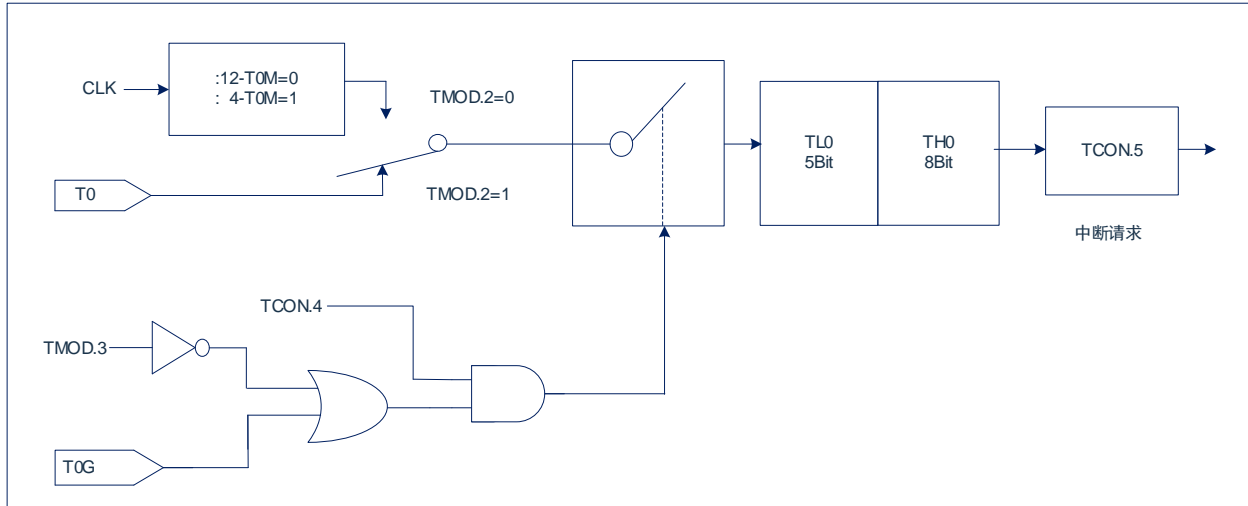 :12-T0M=0
: 4-T0M=1
CLK
TMOD.2=0
TL0
5Bit
TH0
8Bit
TCON.5
T0
TMOD.2=1
中断请求
TCON.4
TMOD.3
T0G